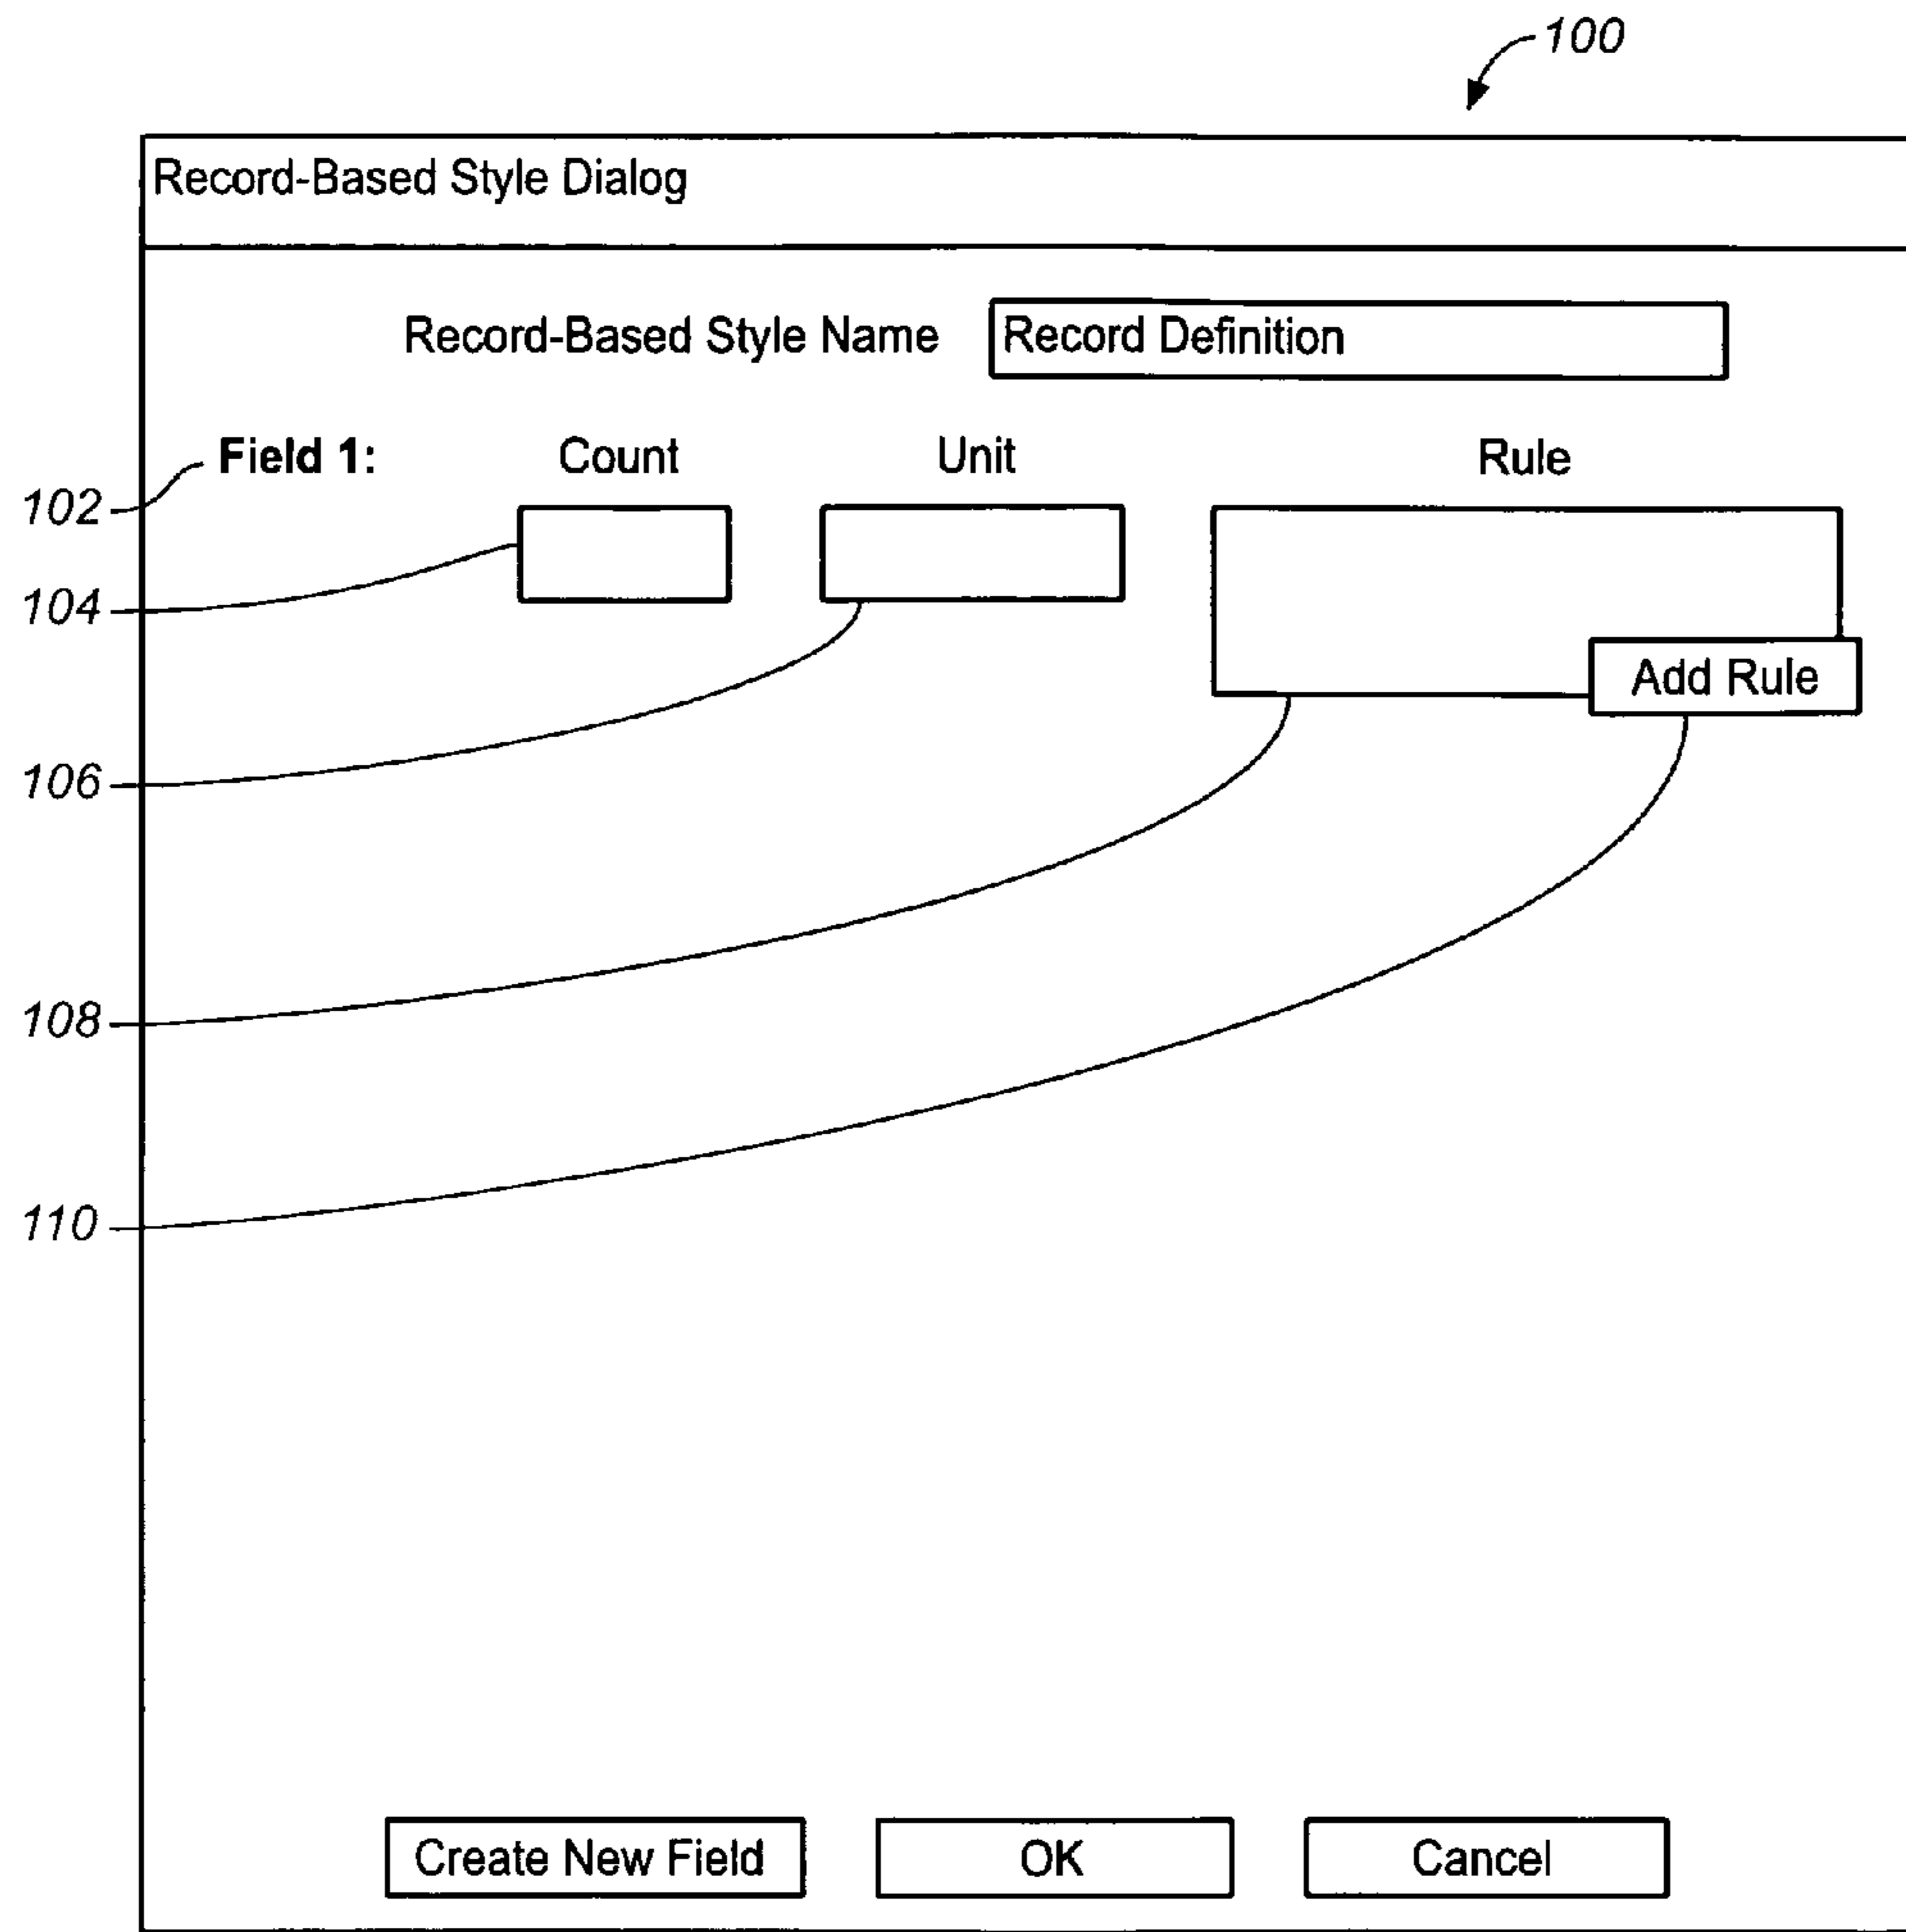 100
Record-Based Style Dialog
Record-Based Style Name Record Definition
Field 1: Count Unit Rule
102
104
Add Rule
106
108
110
Create New Field OK Cancel